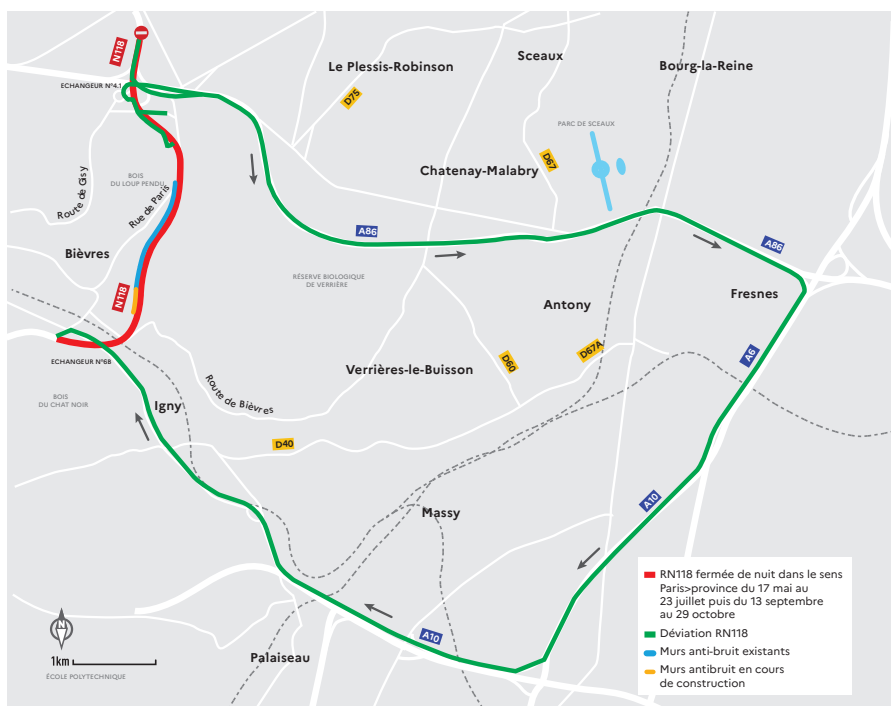 N118
Le Plessis-Robinson
Sceaux
Bourg-la-Reine
ECHANGEUR N°4.1
D75
PARC DE SCEAUX
D67
Chatenay-Malabry
BOIS
DU LOUP PENDU
Route de Gisy
Rue de Paris
A86
A86
Bièvres
RÉSERVE BIOLOGIQUE
DE VERRIÈRE
N118
Antony
Fresnes
ECHANGEUR N°68
D67A
A6
D60
Verrières-le-Buisson
BOIS
DU CHAT NOIR
Igny
Route de Bièvres
D40
A10
Massy
RN118 fermée de nuit dans le sens
Paris>province du 17 mai au
23 juillet puis du 13 septembre
au 29 octobre
Déviation RN118
Murs anti-bruit existants
Murs antibruit en cours
de construction
N
A10
Palaiseau
1km
ÉCOLE POLYTECHNIQUE